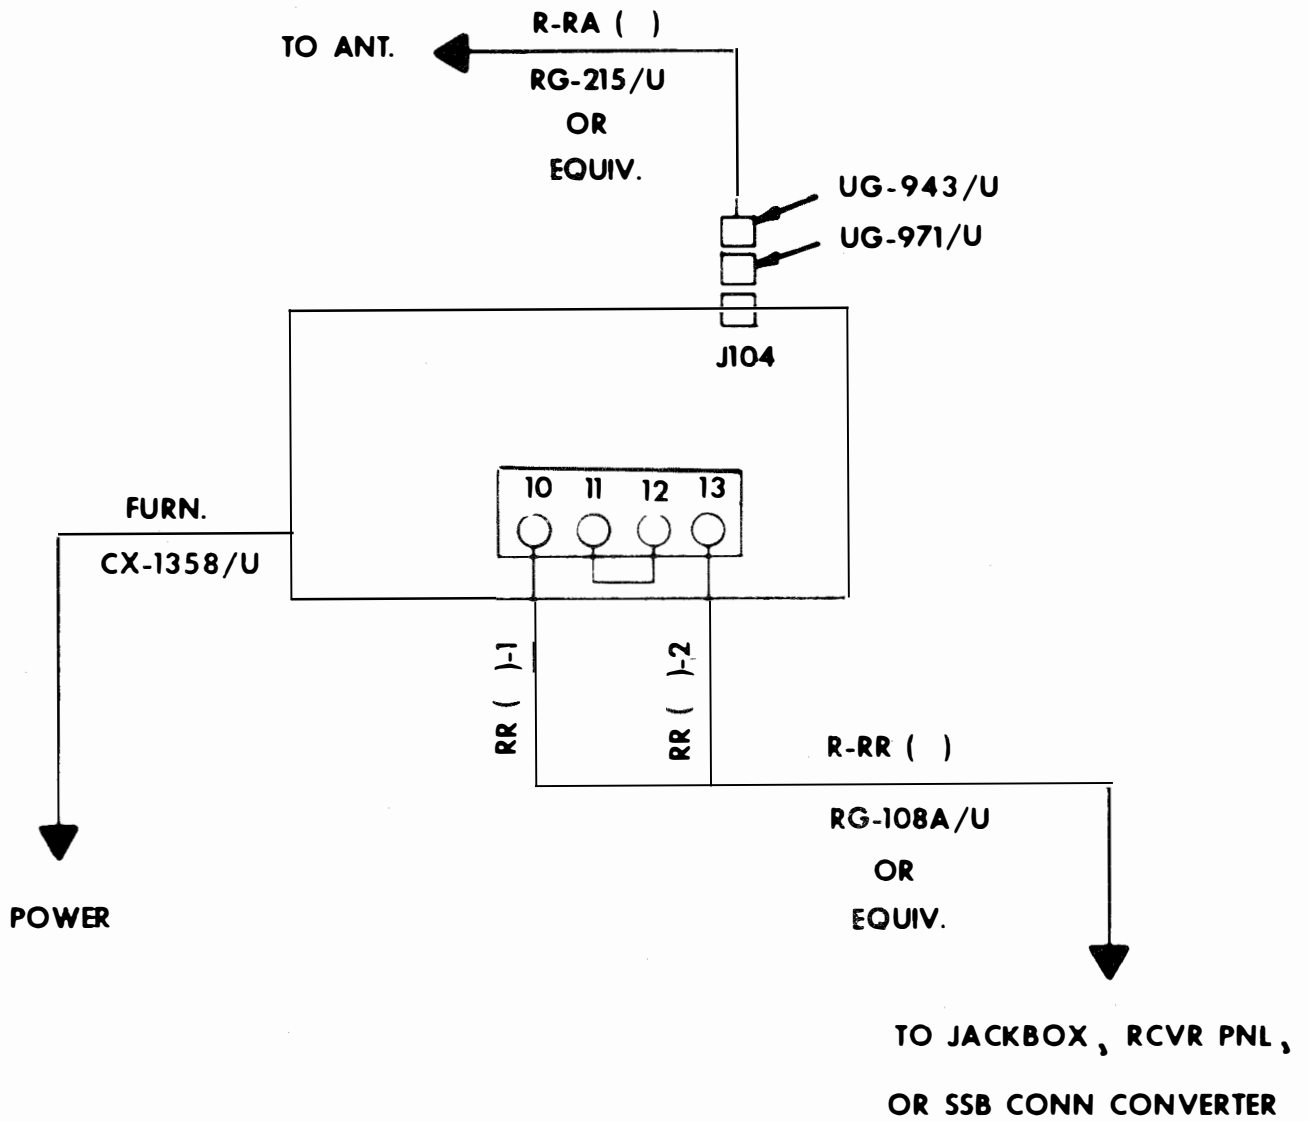 R-RA ( )
TO ANT.
RG-215/U
OR
EQUIV.
UG-943/U
UG-971/U
J104
10 11 12 13
FURN.
CX-1358/U
RR ( )-1
RR ( )-2
R-RR ( )
RG-108A/U
OR
EQUIV.
POWER
TO JACKBOX, RCVR PNL,
OR SSB CONN CONVERTER